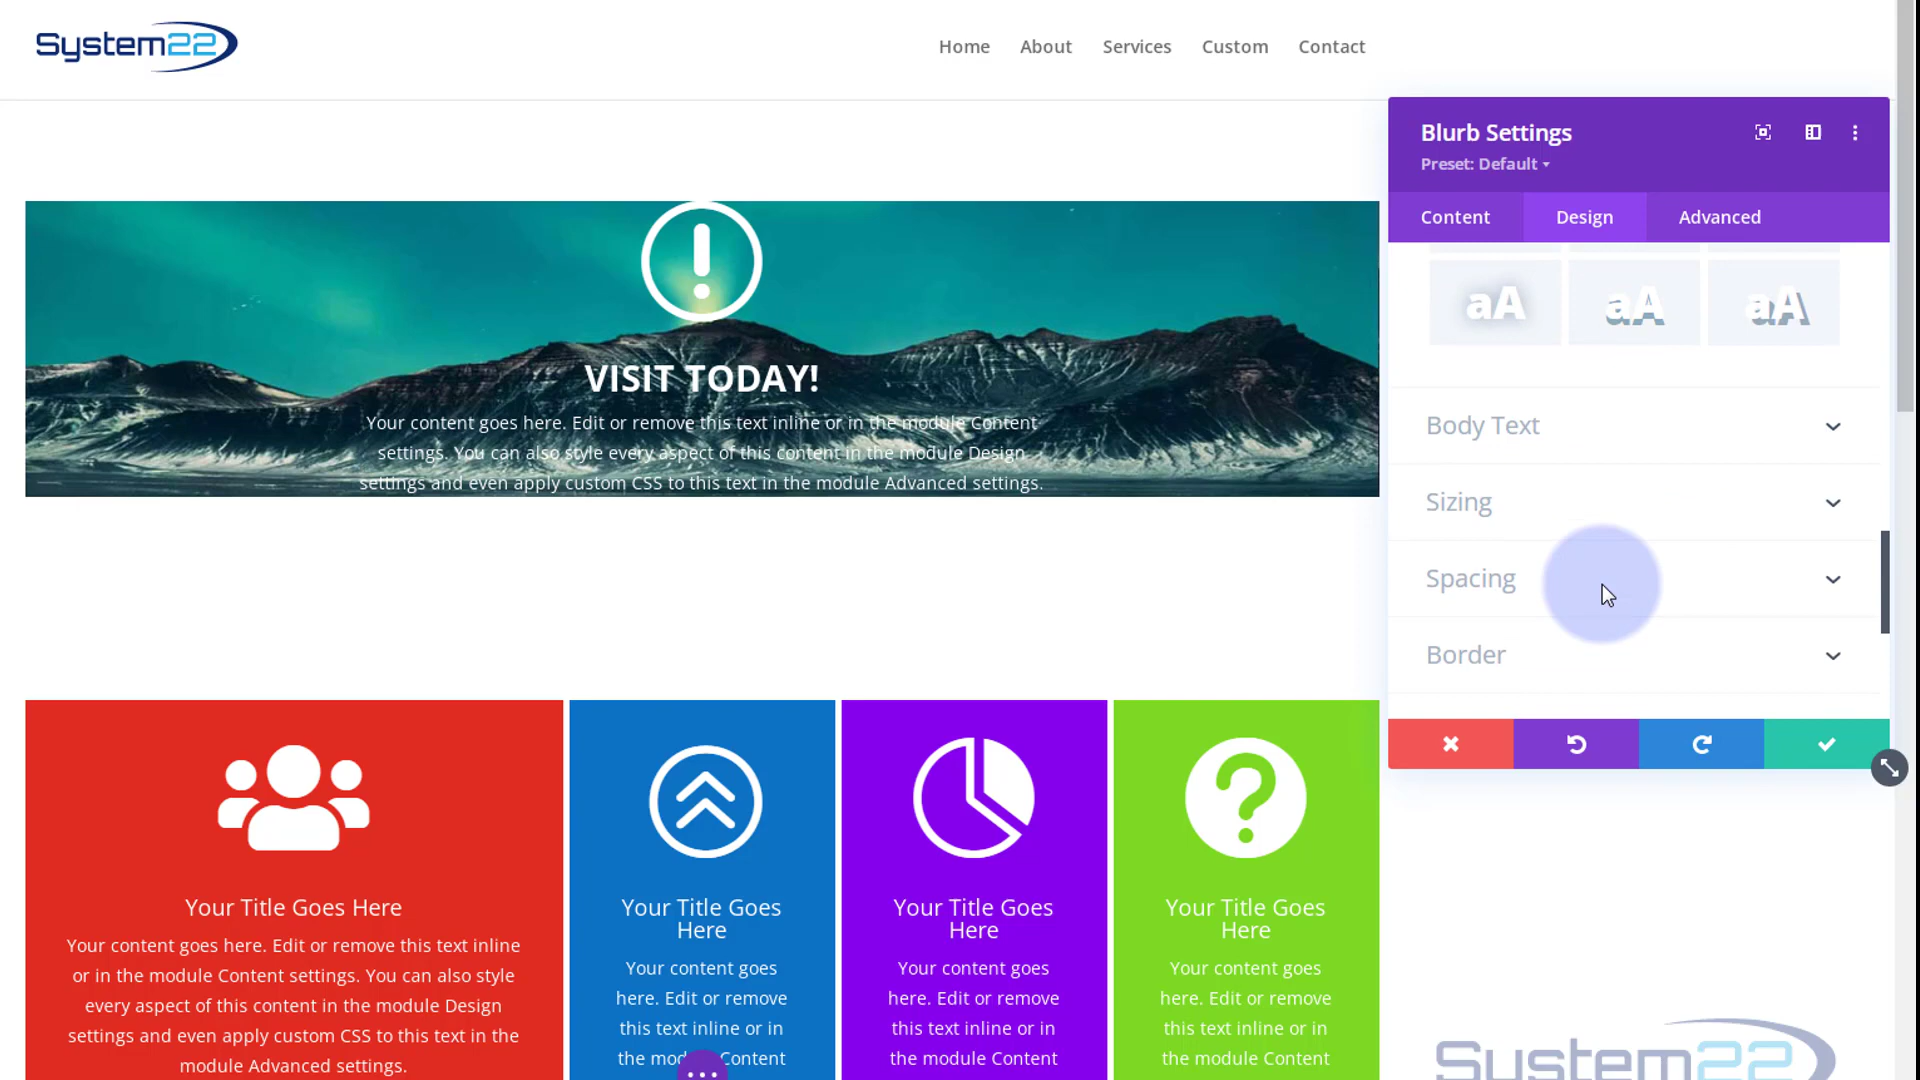 System22
Home About Services Custom Contact
Blurb Settings
Preset: Default
Content Design Advanced
aA aA aA
VISIT TODAY!
Your content goes here. Edit or remove this text inline or in the module Content
settings. You can also style every aspect of this content in the module Design
settings and even apply custom CSS to this text in the module Advanced settings.
Body Text
Sizing
Spacing
Border
Your Title Goes Here
Your content goes here. Edit or remove this text inline
or in the module Content settings. You can also style
every aspect of this content in the module Design
settings and even apply custom CSS to this text in the
module Advanced settings.
Your Title Goes
Here
Your content goes
here. Edit or remove
this text inline or in
the Content
Your Title Goes
Here
Your content goes
here. Edit or remove
this text inline or in
the module Content
Your Title Goes
Here
Your content goes
here. Edit or remove
this text inline or in
the module Content
System22